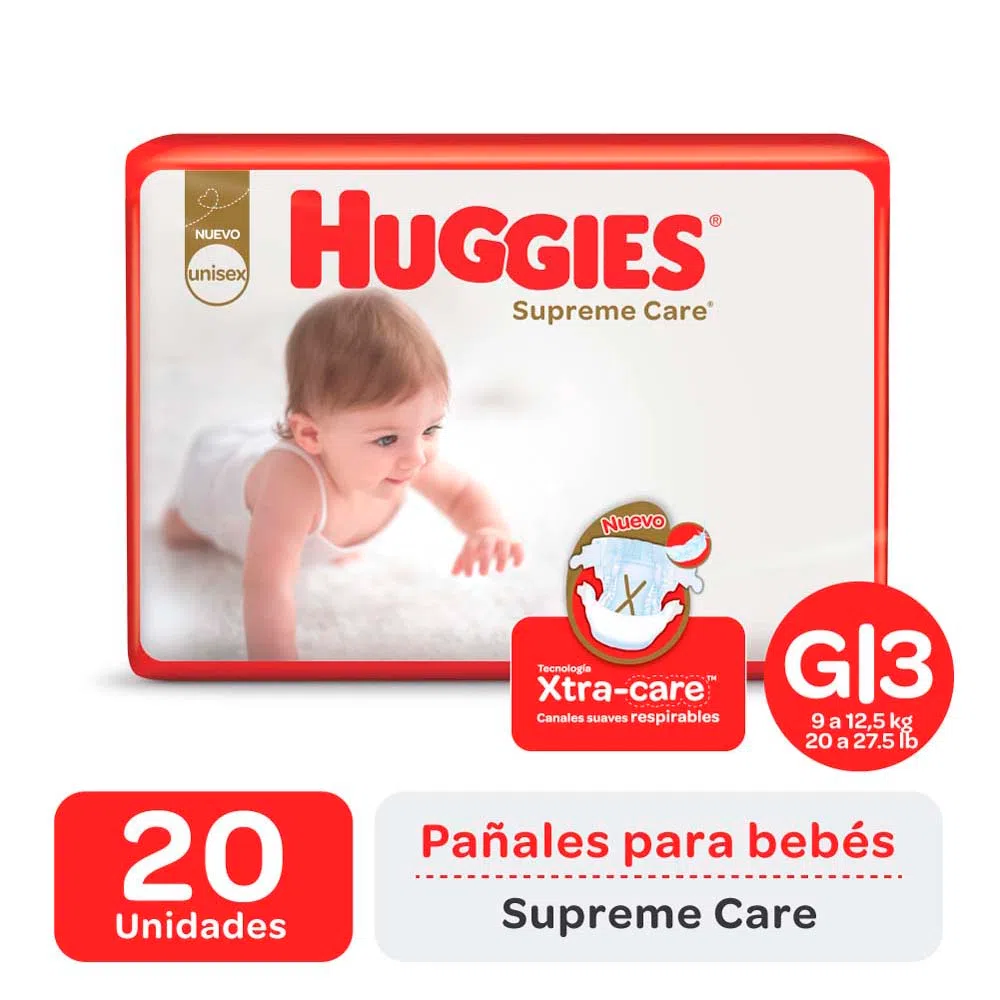 NUEVO
unisex
HUGGIES®
Supreme Care®
Nuevo
Tecnología
Xtra-care™
Canales suaves respirables
G|3
9 a 12,5 kg
20 a 27.5 lb
20
Unidades
Pañales para bebés
Supreme Care